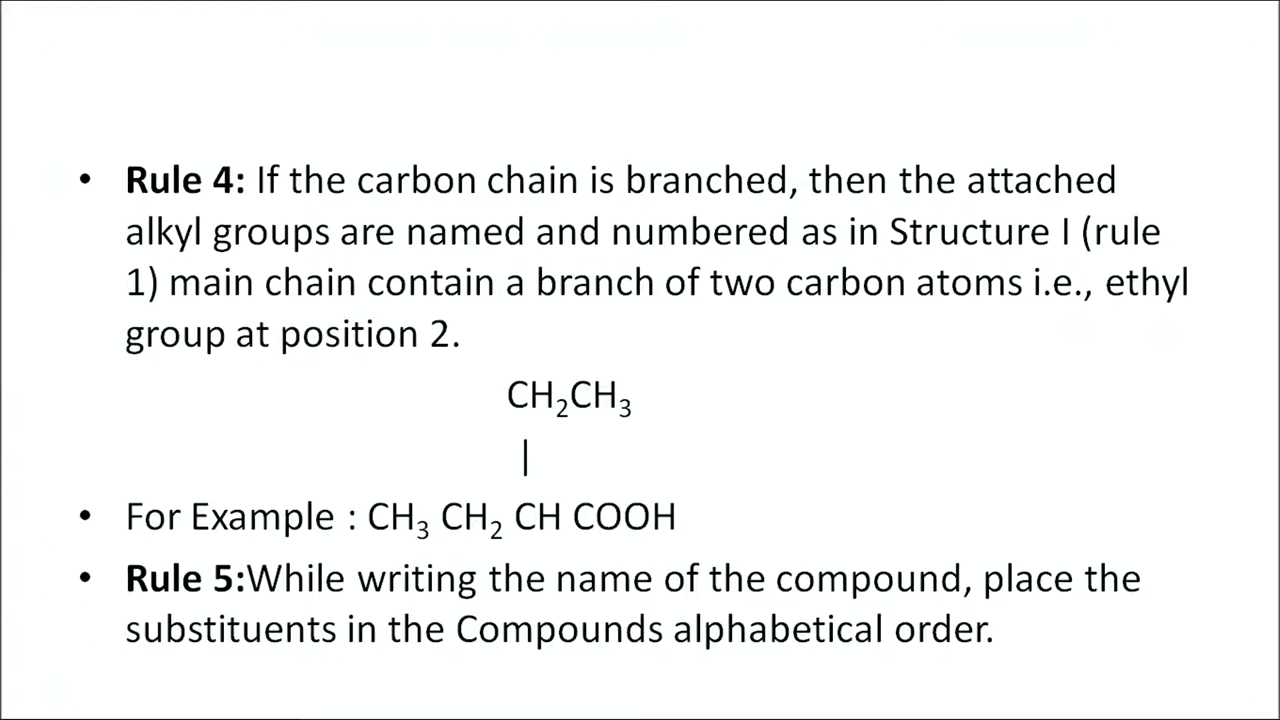 • Rule 4: If the carbon chain is branched, then the attached
alkyl groups are named and numbered as in Structure I (rule
1) main chain contain a branch of two carbon atoms i.e., ethyl
group at position 2.
CH₂CH₃
|
• For Example : CH₃ CH₂ CH COOH
• Rule 5:While writing the name of the compound, place the
substituents in the Compounds alphabetical order.